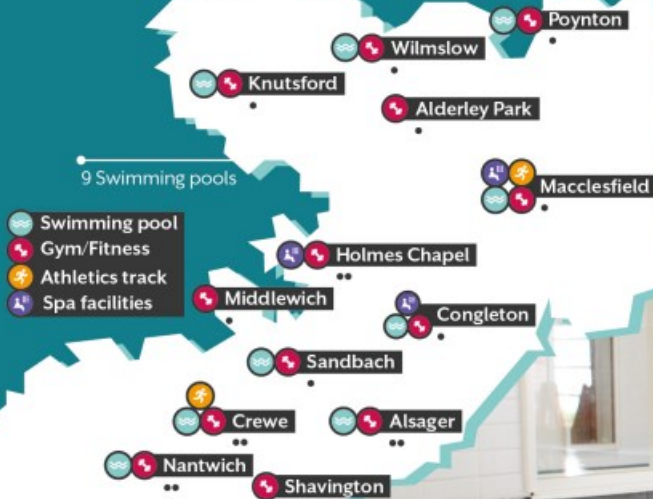 Poynton
Wilmslow
Knutsford
Alderley Park
9 Swimming pools
Macclesfield
Swimming pool
Gym/Fitness
Athletics track
Spa facilities
Holmes Chapel
Middlewich
Congleton
Sandbach
Crewe
Alsager
Nantwich
Shavington